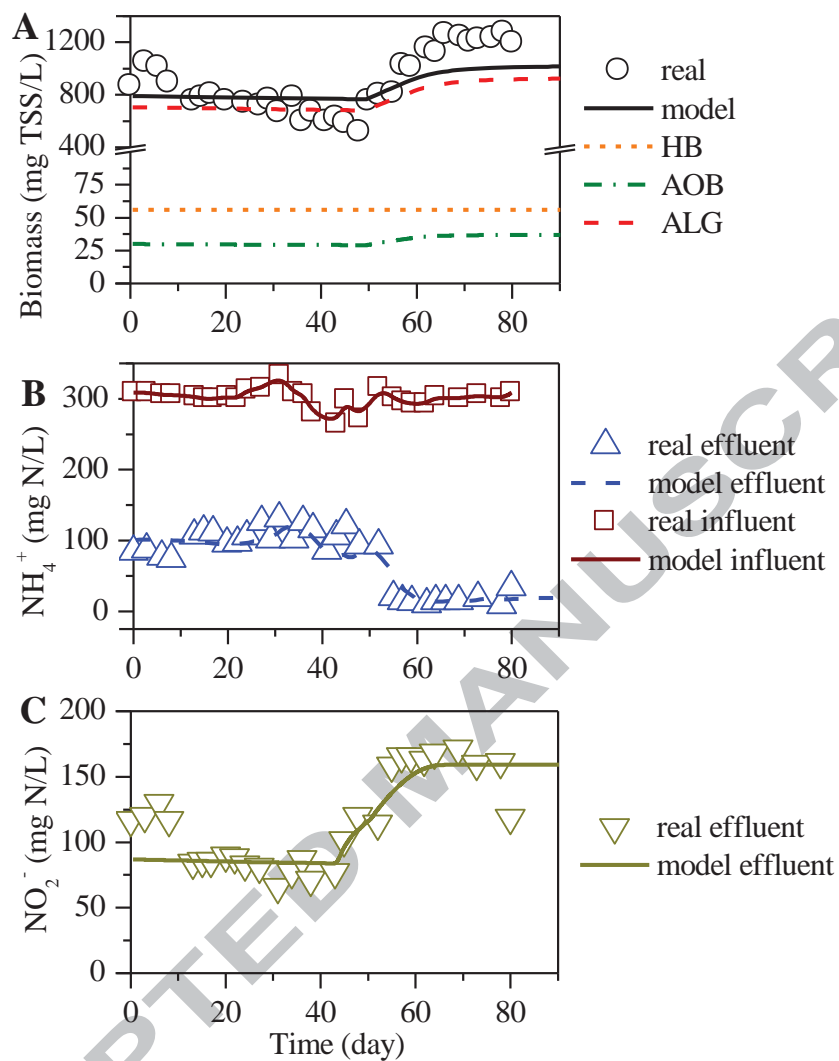 A
Biomass (mg TSS/L)
1200
800
400
75
50
25
0
0 20 40 60 80
real
model
HB
AOB
ALG
B
NH4+ (mg N/L)
300
200
100
0
0 20 40 60 80
real effluent
model effluent
real influent
model influent
C
NO2- (mg N/L)
200
150
100
50
0
0 20 40 60 80
Time (day)
real effluent
model effluent
PTED MANUSCR